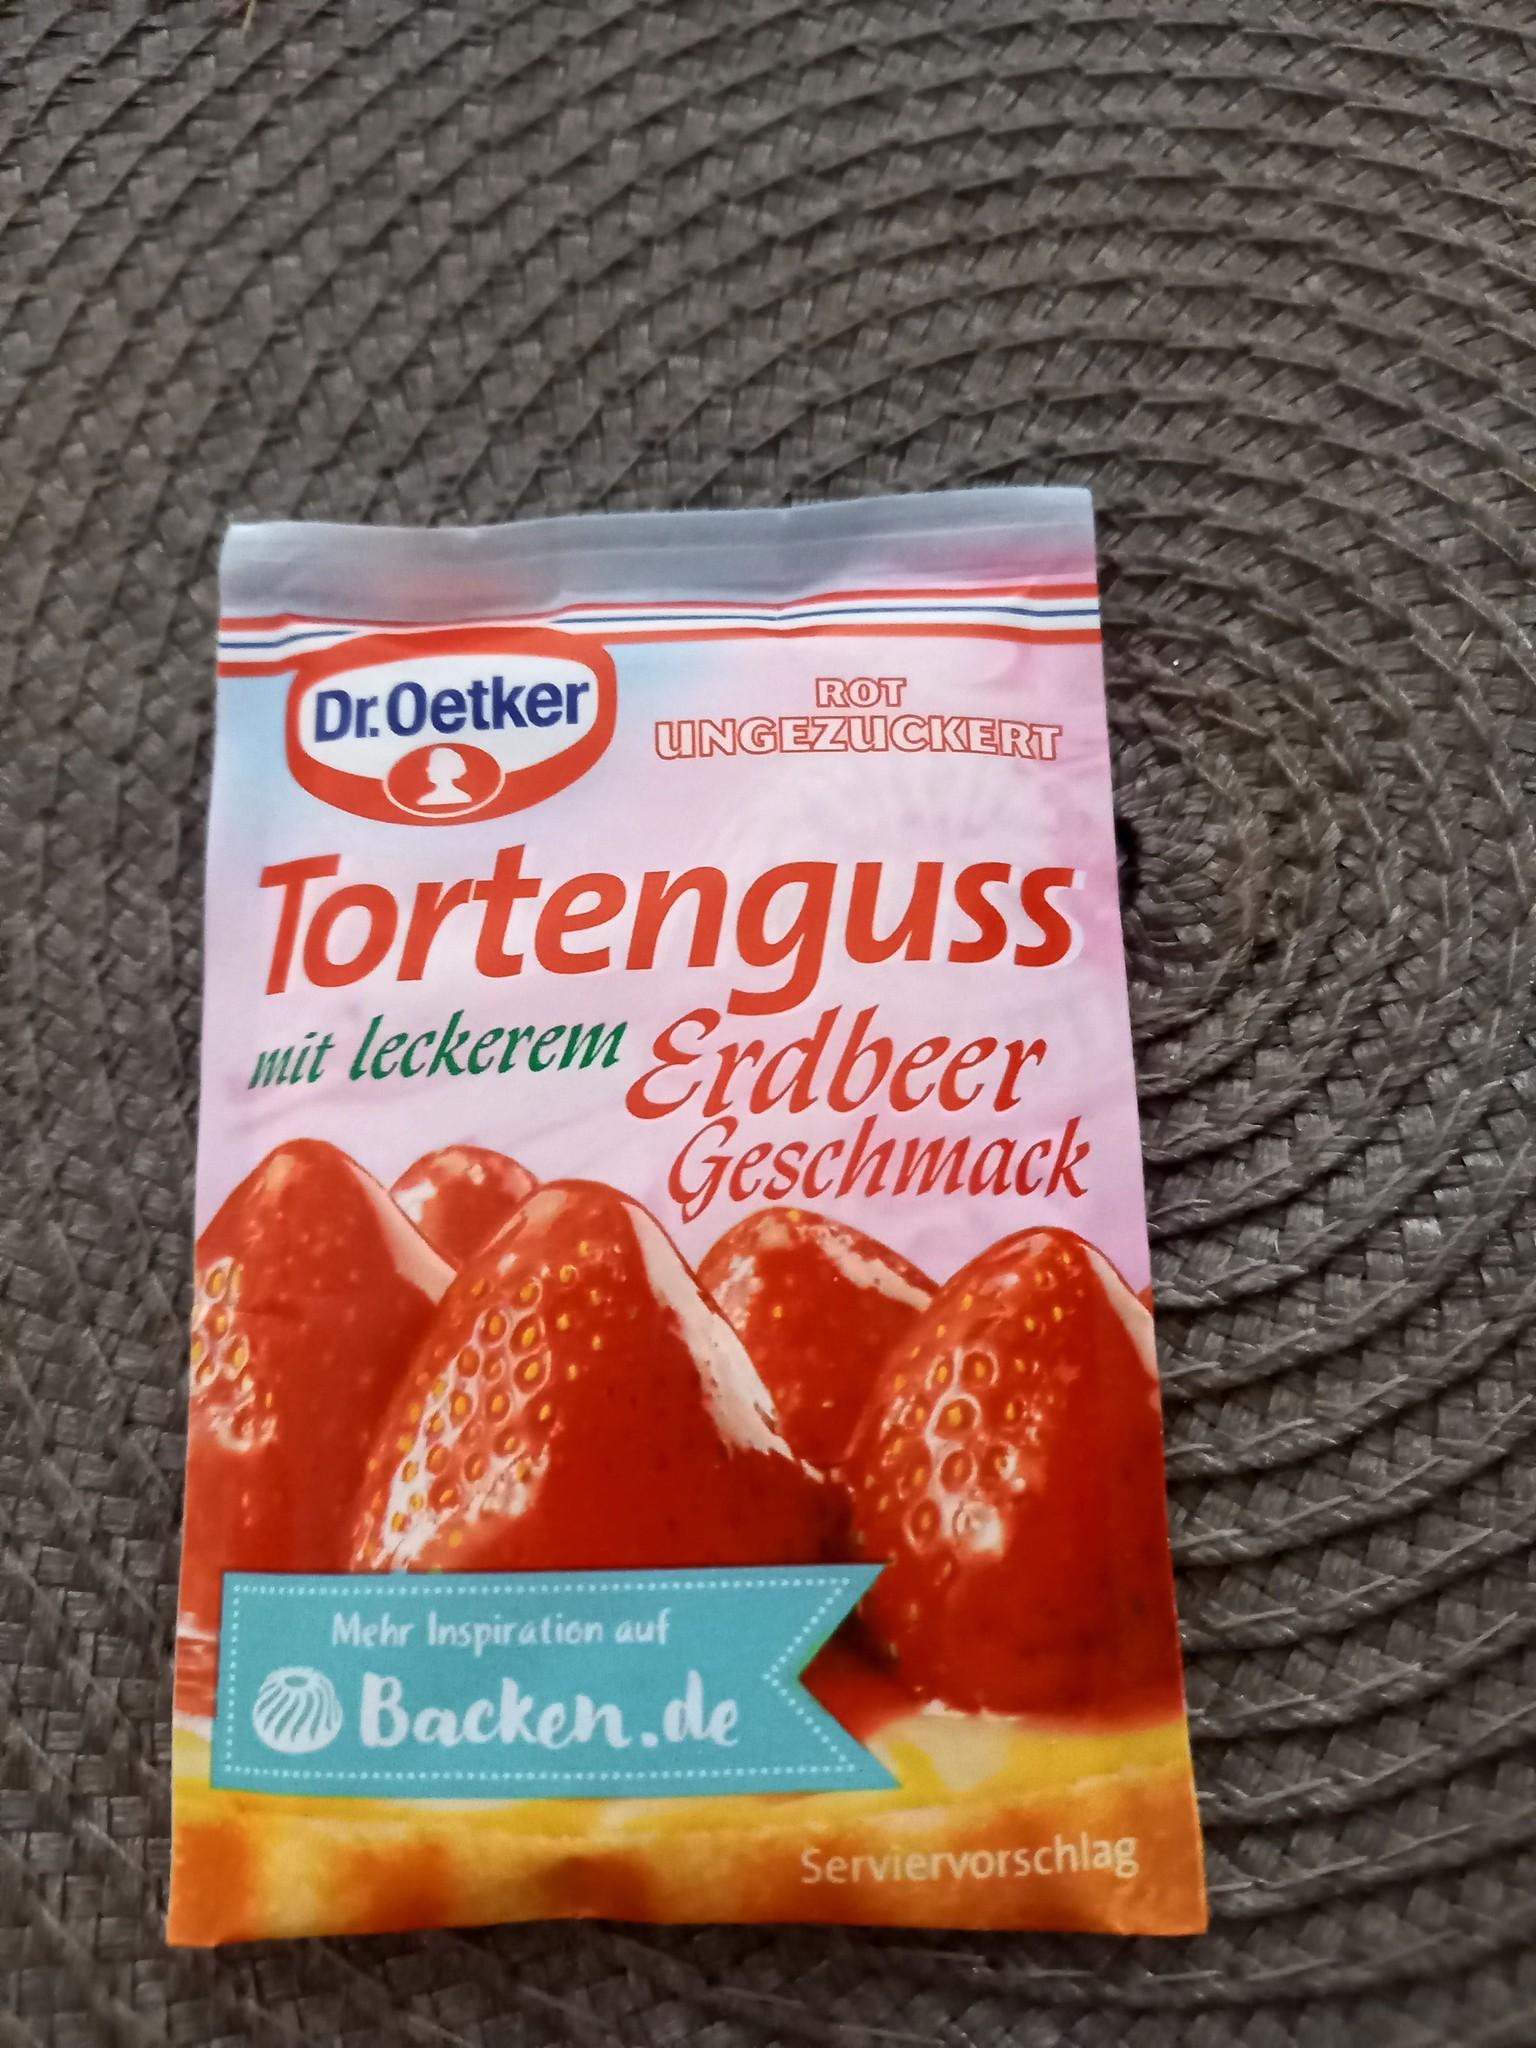 Dr. Oetker
ROT
UNGEZUCKERT
Tortenguss
mit leckerem Erdbeer
Geschmack
Mehr Inspiration auf
Backen.de
Serviervorschlag